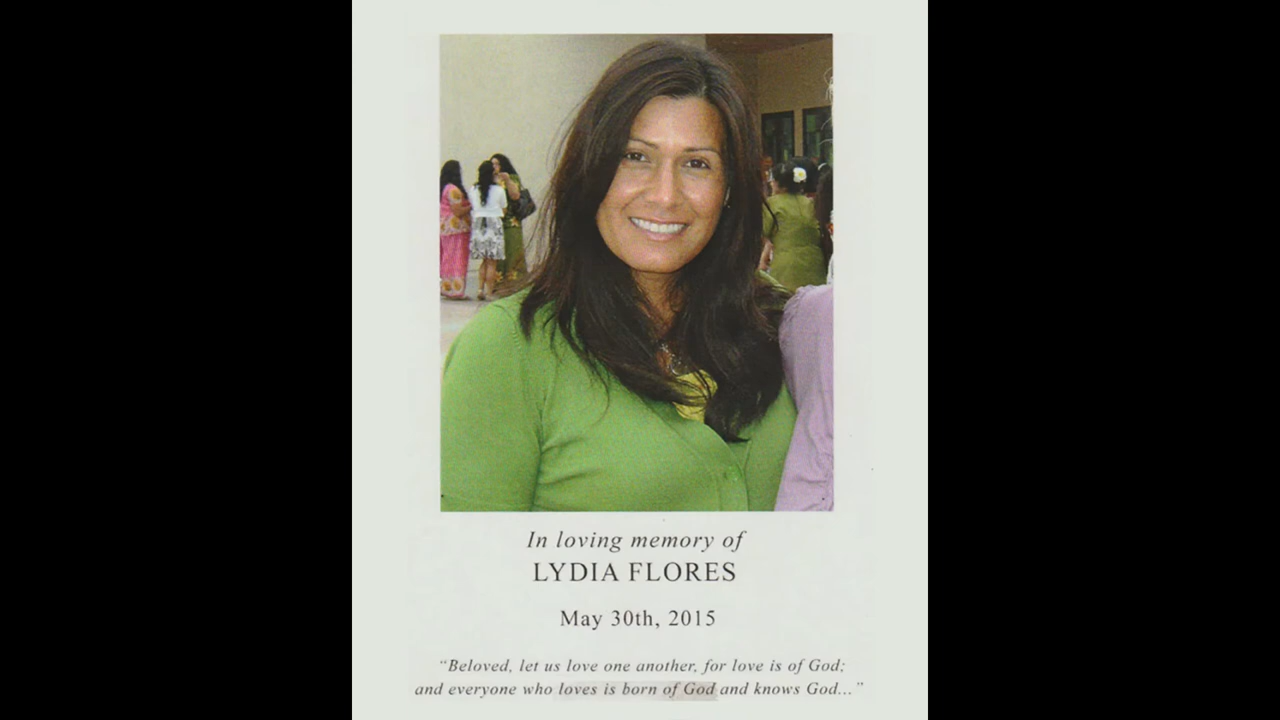 In loving memory of
LYDIA FLORES
May 30th, 2015
“Beloved, let us love one another, for love is of God;
and everyone who loves is born of God and knows God...”